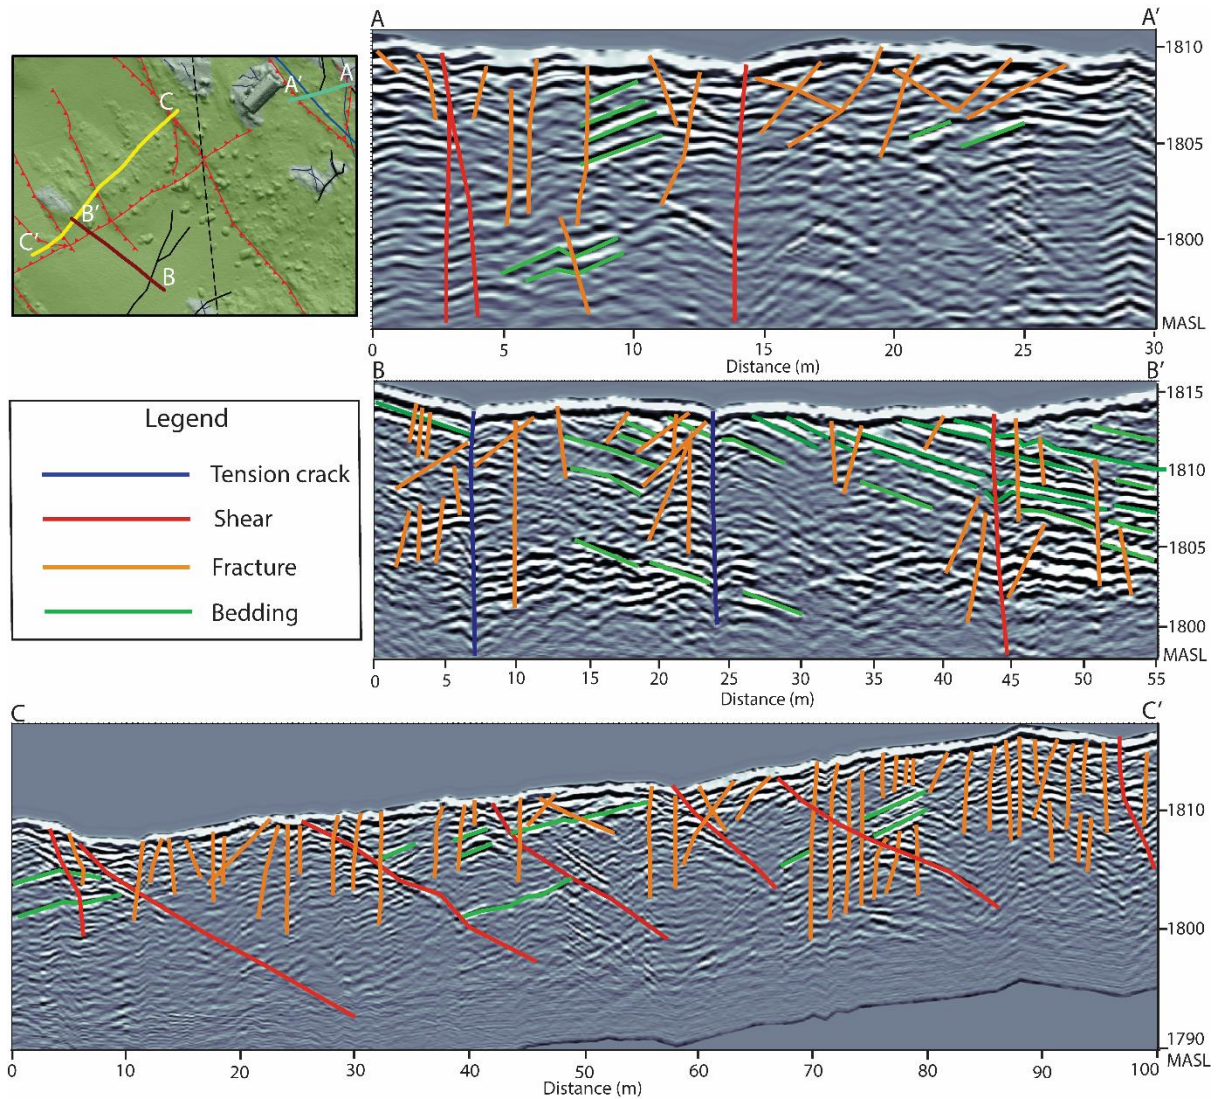 A A'
C A' A
B'
C' B
1810
1805
1800
MASL
0 5 10 15 20 25 30
Distance (m)
B B'
Legend
Tension crack
Shear
Fracture
Bedding
1815
1810
1805
1800
MASL
0 5 10 15 20 25 30 35 40 45 50 55
Distance (m)
C C'
1810
1800
1790
MASL
0 10 20 30 40 50 60 70 80 90 100
Distance (m)